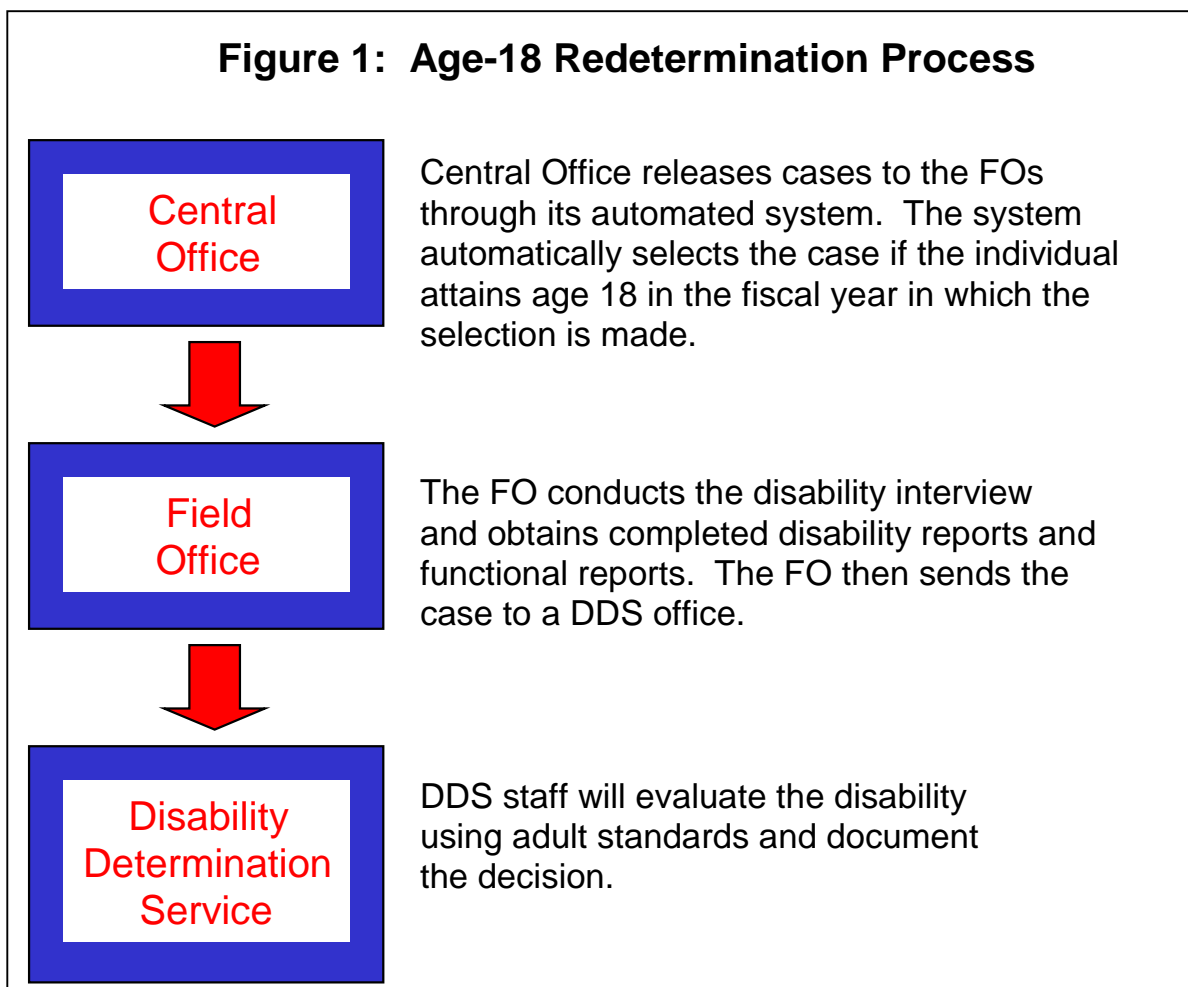 Figure 1: Age-18 Redetermination Process
Central
Office
Central Office releases cases to the FOs
through its automated system. The system
automatically selects the case if the individual
attains age 18 in the fiscal year in which the
selection is made.
Field
Office
The FO conducts the disability interview
and obtains completed disability reports and
functional reports. The FO then sends the
case to a DDS office.
Disability
Determination
Service
DDS staff will evaluate the disability
using adult standards and document
the decision.